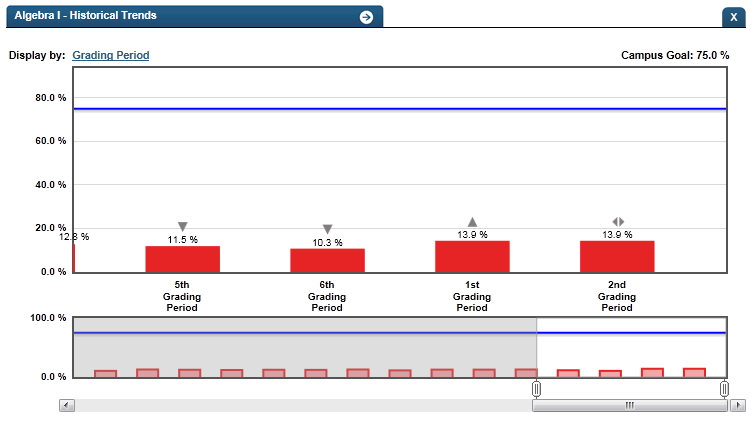 Algebra I - Historical Trends
X
Display by: Grading Period
Campus Goal: 75.0 %
80.0 %
60.0 %
40.0 %
20.0 %
0.0 %
12.8 %
11.5 %
10.3 %
13.9 %
13.9 %
5th
Grading
Period
6th
Grading
Period
1st
Grading
Period
2nd
Grading
Period
100.0 %
0.0 %